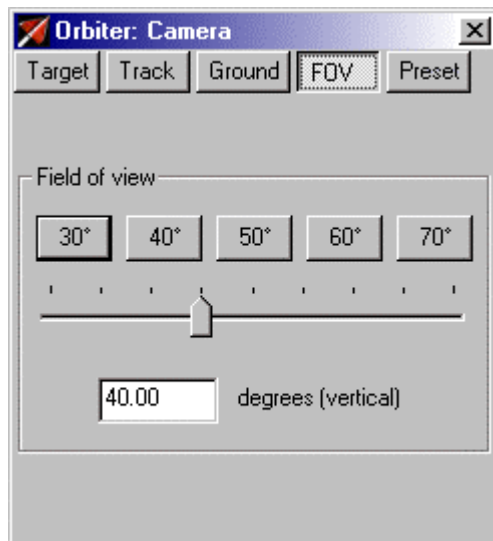 Orbiter: Camera
Target Track Ground FOV Preset
Field of view
30° 40° 50° 60° 70°
40.00 degrees (vertical)